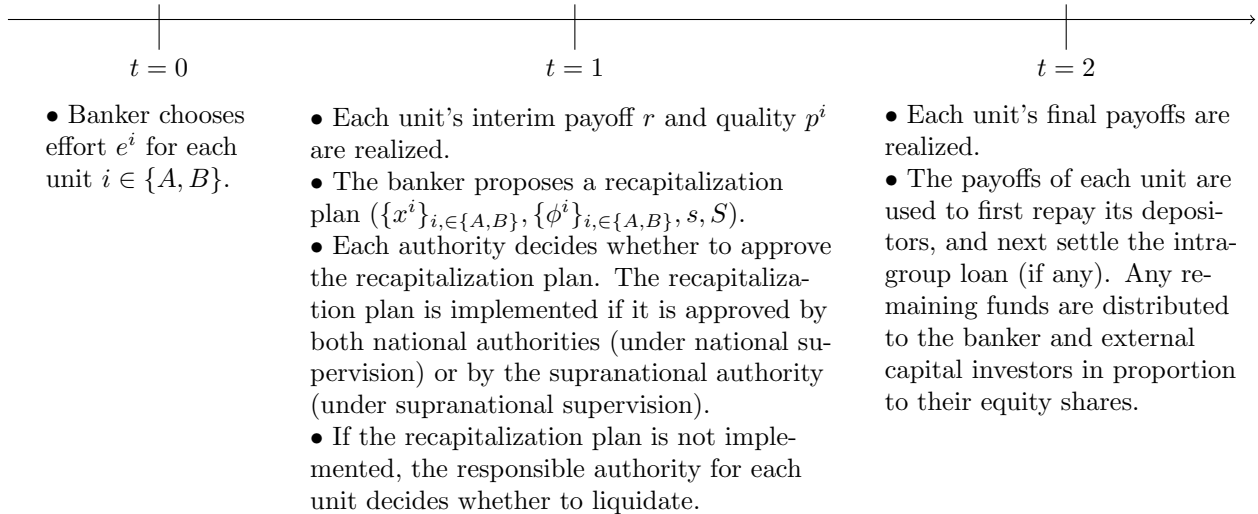 t = 0
t = 1
t = 2
• Banker chooses
effort e^i for each
unit i ∈ {A, B}.
• Each unit's interim payoff r and quality p^i
are realized.
• The banker proposes a recapitalization
plan ({x^i}_{i,∈{A,B}}, {ϕ^i}_{i,∈{A,B}}, s, S).
• Each authority decides whether to approve
the recapitalization plan. The recapitaliza-
tion plan is implemented if it is approved by
both national authorities (under national su-
pervision) or by the supranational authority
(under supranational supervision).
• If the recapitalization plan is not imple-
mented, the responsible authority for each
unit decides whether to liquidate.
• Each unit's final payoffs are
realized.
• The payoffs of each unit are
used to first repay its deposi-
tors, and next settle the intra-
group loan (if any). Any re-
maining funds are distributed
to the banker and external
capital investors in proportion
to their equity shares.